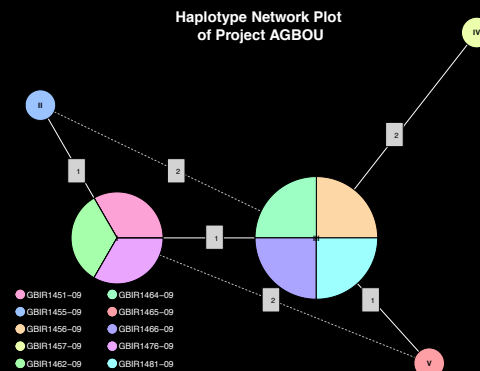 Haplotype Network Plot
of Project AGBOU
IV
II
2
1
2
1
III
2
1
V
GBIR1451−09
GBIR1455−09
GBIR1456−09
GBIR1457−09
GBIR1462−09
GBIR1464−09
GBIR1465−09
GBIR1466−09
GBIR1476−09
GBIR1481−09